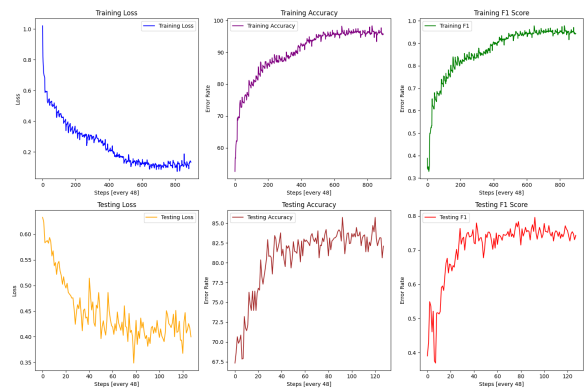 Training Loss
Training Loss
1.0
0.8
0.6
0.4
0.2
Loss
0 200 400 600 800
Steps [every 48]
Training Accuracy
Training Accuracy
100
90
80
70
60
Error Rate
0 200 400 600 800
Steps [every 48]
Training F1 Score
Training F1
1.0
0.9
0.8
0.7
0.6
0.5
0.4
0.3
Error Rate
0 200 400 600 800
Steps [every 48]
Testing Loss
Testing Loss
0.60
0.55
0.50
0.45
0.40
0.35
Loss
0 20 40 60 80 100 120
Steps [every 48]
Testing Accuracy
Testing Accuracy
85.0
82.5
80.0
77.5
75.0
72.5
70.0
67.5
Error Rate
0 20 40 60 80 100 120
Steps [every 48]
Testing F1 Score
Testing F1
0.8
0.7
0.6
0.5
0.4
Error Rate
0 20 40 60 80 100 120
Steps [every 48]